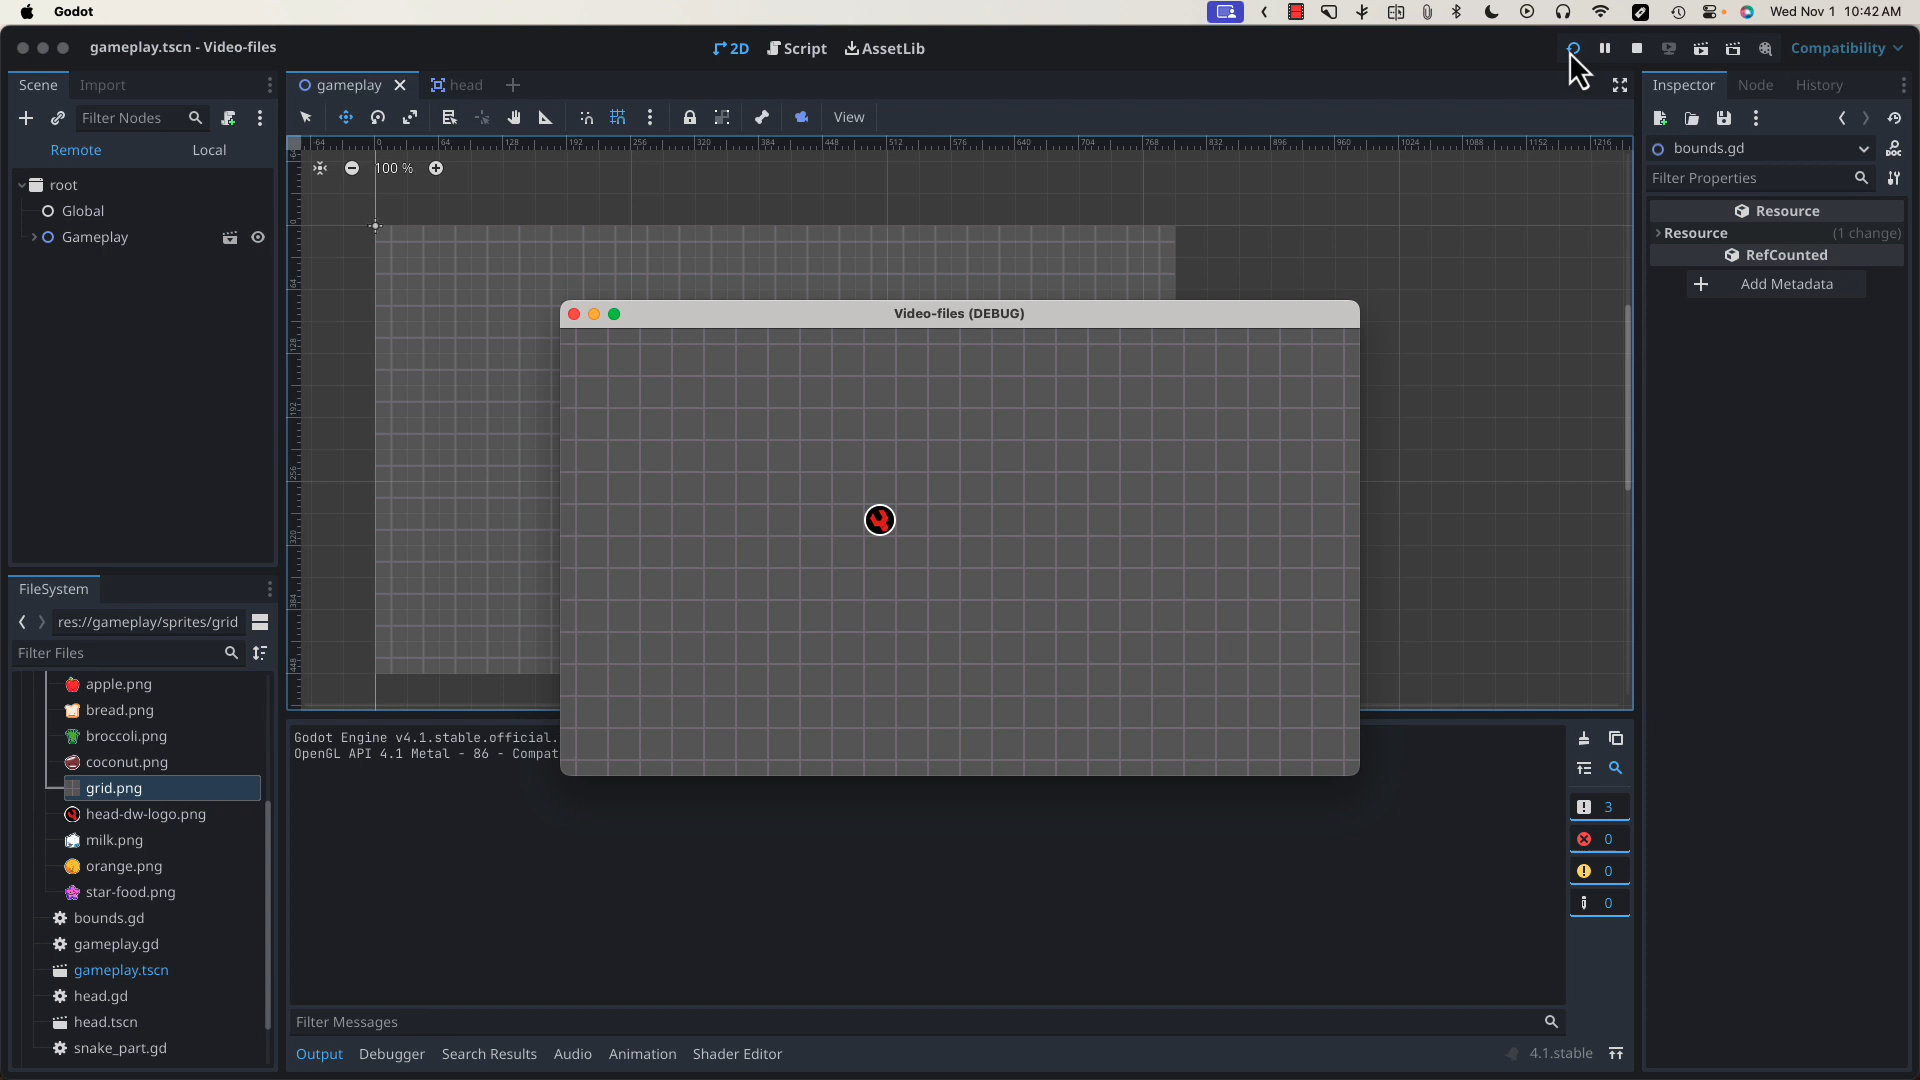 Godot
Wed Nov 1 10:42 AM
gameplay.tscn - Video-files
2D
Script
AssetLib
Compatibility
Scene
Import
gameplay
head
Inspector
Node
History
Filter Nodes
View
Remote
Local
bounds.gd
100 %
Filter Properties
root
Global
Gameplay
Resource
Resource
(1 change)
RefCounted
Add Metadata
Video-files (DEBUG)
FileSystem
res://gameplay/sprites/grid
Filter Files
apple.png
bread.png
broccoli.png
coconut.png
grid.png
head-dw-logo.png
milk.png
orange.png
star-food.png
bounds.gd
gameplay.gd
gameplay.tscn
head.gd
head.tscn
snake_part.gd
Godot Engine v4.1.stable.official.
OpenGL API 4.1 Metal - 86 - Compat
3
0
0
0
Filter Messages
Output
Debugger
Search Results
Audio
Animation
Shader Editor
4.1.stable